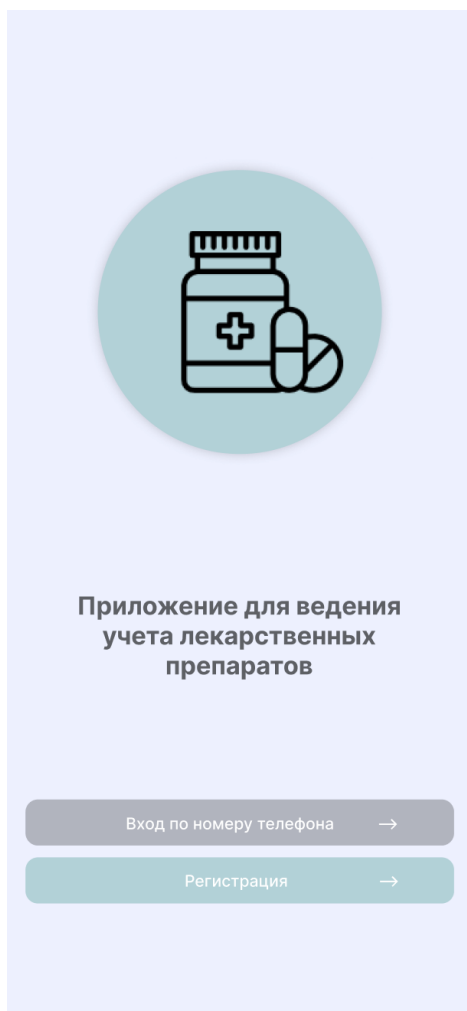 Приложение для ведения
учета лекарственных
препаратов
Вход по номеру телефона
Регистрация